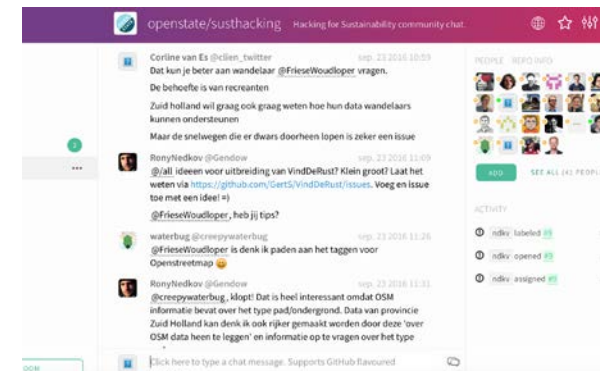 openstate/susthacking Hacking for Sustainability community chat.
Corline van Es @clien_twitter sep. 23 2016 10:59
Dat kun je beter aan wandelaar @FrieseWoudloper vragen.
De behoefte is van recreanten
Zuid holland wil graag ook graag weten hoe hun data wandelaars
kunnen ondersteunen
Maar de snelwegen die er dwars doorheen lopen is zeker een issue
RonyNedkov @Gendow sep. 23 2016 11:09
@/all ideeen voor uitbreiding van VindDeRust? Klein groot? Laat het
weten via https://github.com/GertS/VindDeRust/issues. Voeg en issue
toe met een idee! =)
@FrieseWoudloper, heb jij tips?
waterbug @creepywaterbug sep. 23 2016 11:26
@FrieseWoudloper is denk ik paden aan het taggen voor
Openstreetmap
RonyNedkov @Gendow sep. 23 2016 11:31
@creepywaterbug, klopt! Dat is heel interessant omdat OSM
informatie bevat over het type pad/ondergrond. Data van provincie
Zuid Holland kan denk ik ook rijker gemaakt worden door deze 'over
OSM data heen te leggen' en informatie op te vragen over het type
Click here to type a chat message. Supports GitHub flavoured
PEOPLE REPO INFO
ADD SEE ALL (42 PEOPL
ACTIVITY
ndkv labeled #5
ndkv opened #5
ndkv assigned #5
OOM